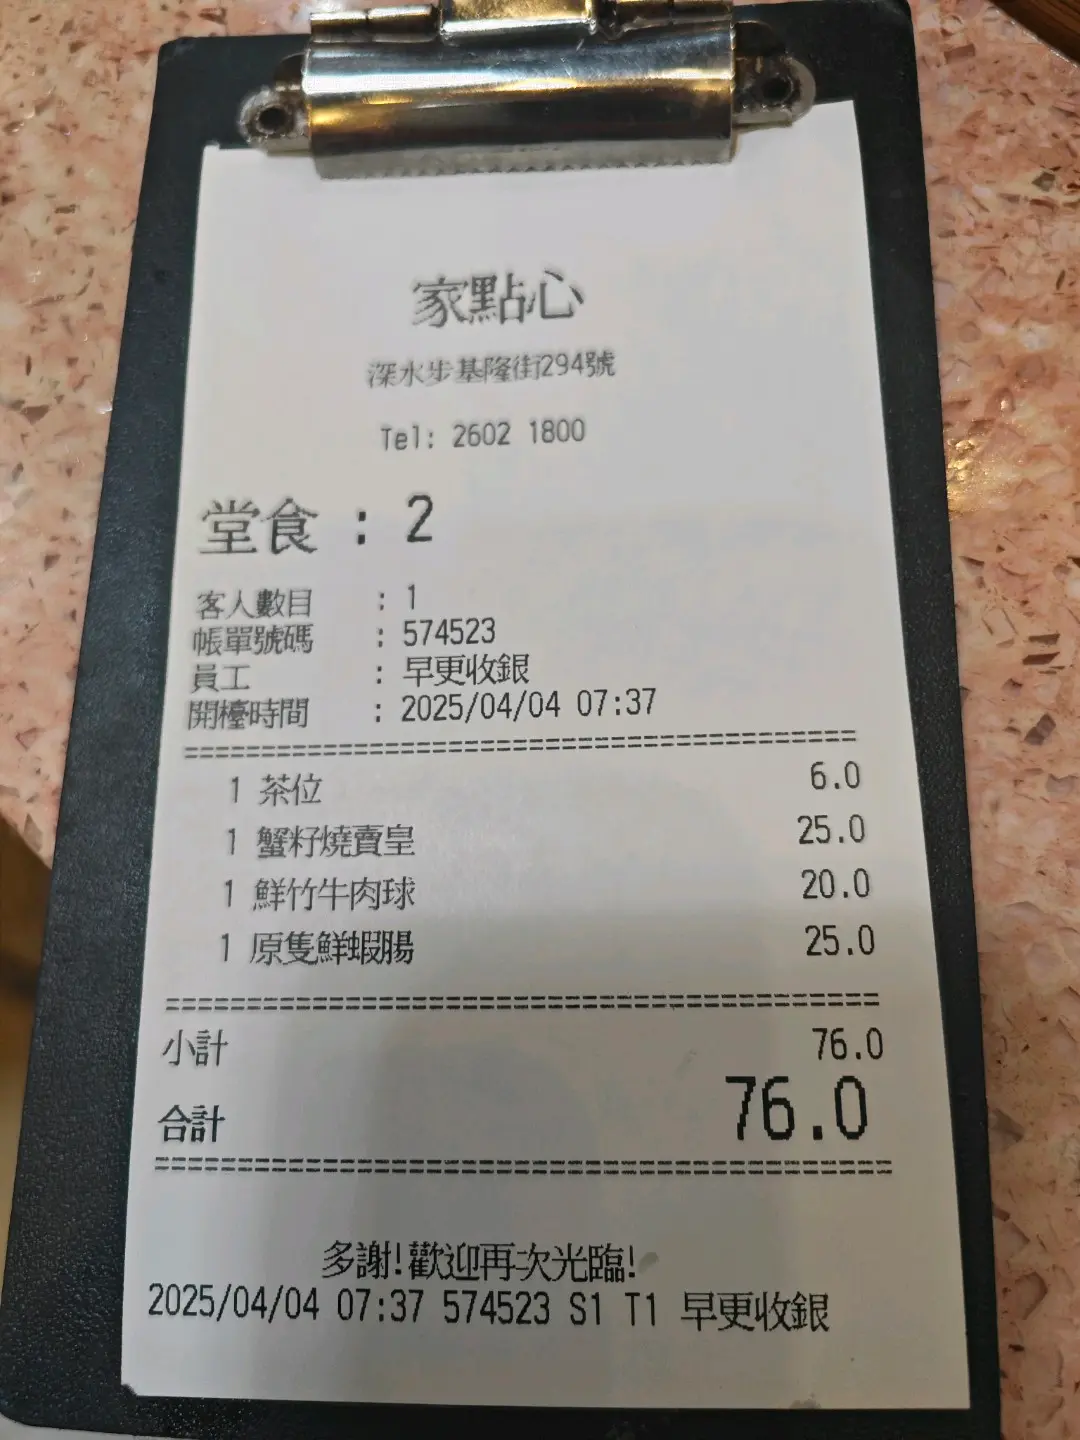 家點心
深水步基隆街294號
Tel: 2602 1800
堂食 : 2
客人數目 : 1
帳單號碼 : 574523
員工 : 早更收銀
開檯時間 : 2025/04/04 07:37
==========================================
1 茶位 6.0
1 蟹籽燒賣皇 25.0
1 鮮竹牛肉球 20.0
1 原隻鮮蝦腸 25.0
==========================================
小計 76.0
合計 76.0
==========================================
多謝!歡迎再次光臨!
2025/04/04 07:37 574523 S1 T1 早更收銀